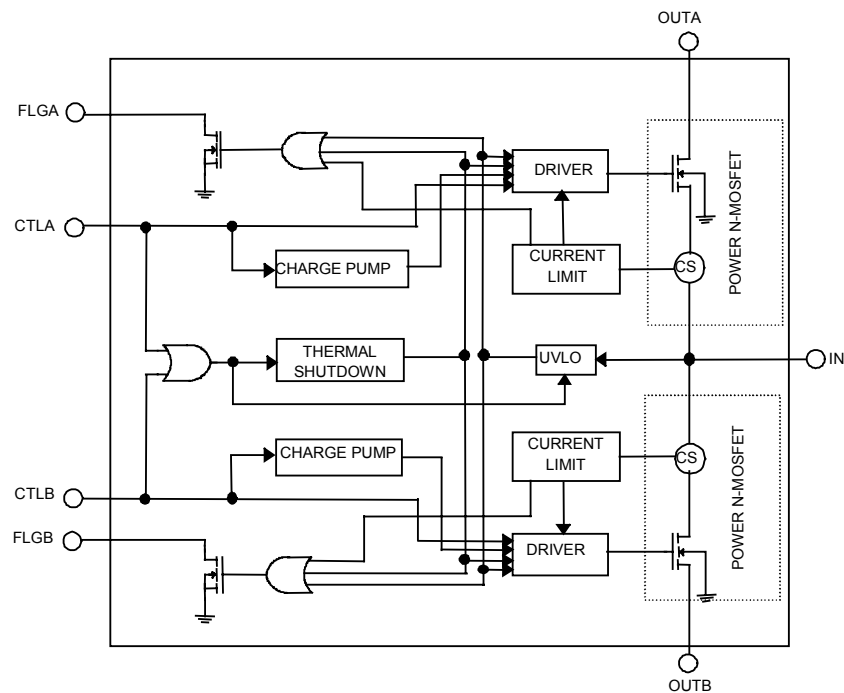 OUTA
FLGA
DRIVER
POWER N-MOSFET
CTLA
CHARGE PUMP
CURRENT
LIMIT
CS
THERMAL
SHUTDOWN
UVLO
IN
CHARGE PUMP
CURRENT
LIMIT
CS
POWER N-MOSFET
CTLB
FLGB
DRIVER
OUTB